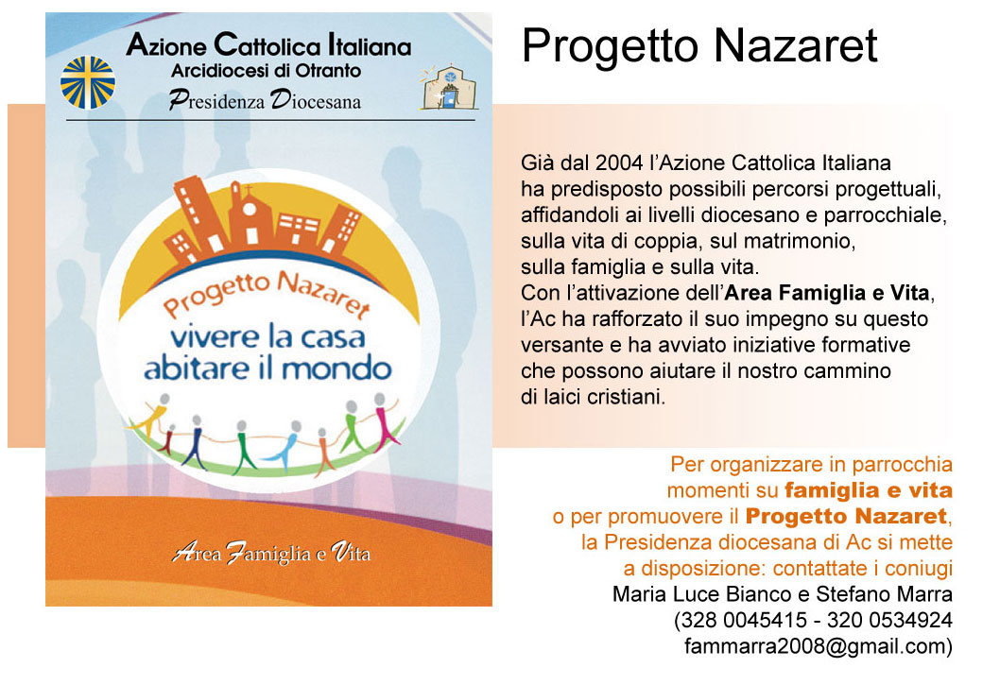 Azione Cattolica Italiana
Arcidiocesi di Otranto
Presidenza Diocesana
Progetto Nazaret
vivere la casa
abitare il mondo
Area Famiglia e Vita
Progetto Nazaret
Già dal 2004 l’Azione Cattolica Italiana
ha predisposto possibili percorsi progettuali,
affidandoli ai livelli diocesano e parrocchiale,
sulla vita di coppia, sul matrimonio,
sulla famiglia e sulla vita.
Con l’attivazione dell’Area Famiglia e Vita,
l’Ac ha rafforzato il suo impegno su questo
versante e ha avviato iniziative formative
che possono aiutare il nostro cammino
di laici cristiani.
Per organizzare in parrocchia
momenti su famiglia e vita
o per promuovere il Progetto Nazaret,
la Presidenza diocesana di Ac si mette
a disposizione: contattate i coniugi
Maria Luce Bianco e Stefano Marra
(328 0045415 - 320 0534924
fammarra2008@gmail.com)